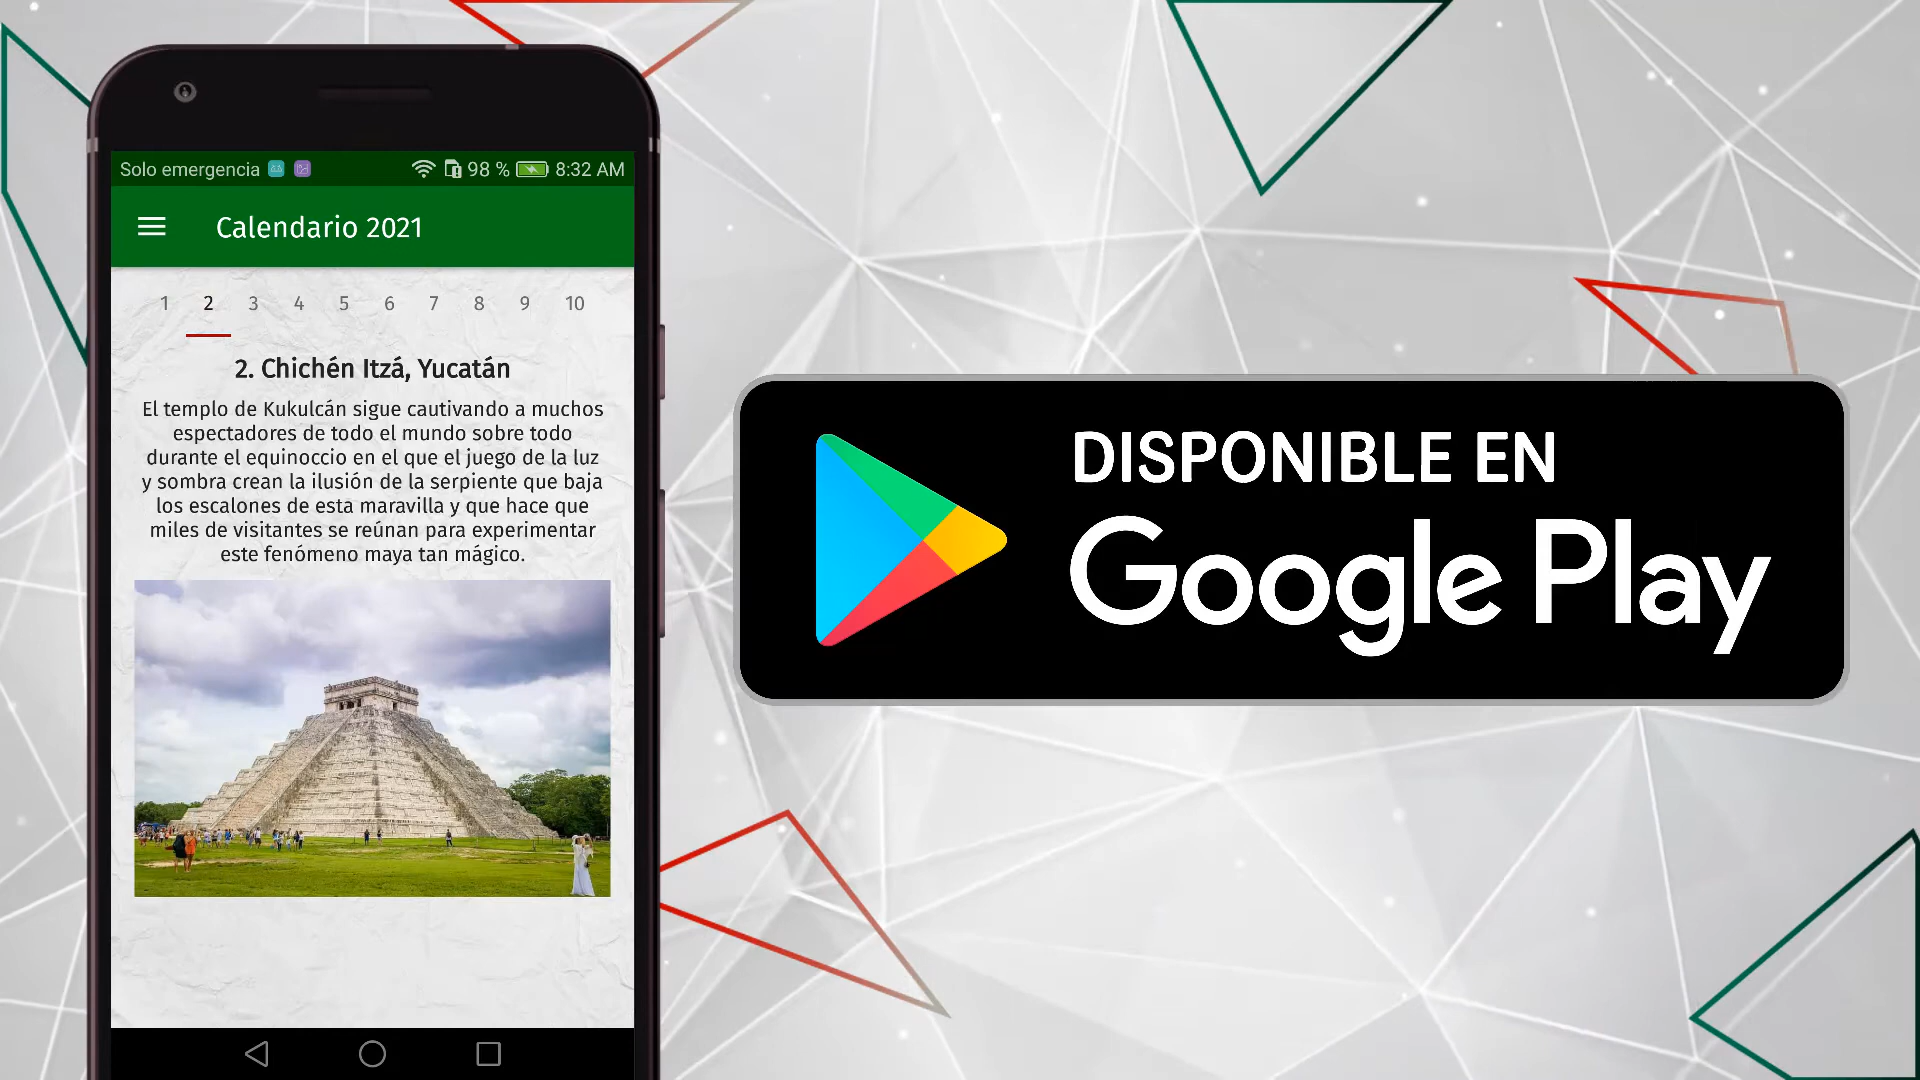 Solo emergencia 98 % 8:32 AM
Calendario 2021
1 2 3 4 5 6 7 8 9 10
2. Chichén Itzá, Yucatán
El templo de Kukulcán sigue cautivando a muchos
espectadores de todo el mundo sobre todo
durante el equinoccio en el que el juego de la luz
y sombra crean la ilusión de la serpiente que baja
los escalones de esta maravilla y que hace que
miles de visitantes se reúnan para experimentar
este fenómeno maya tan mágico.
DISPONIBLE EN
Google Play